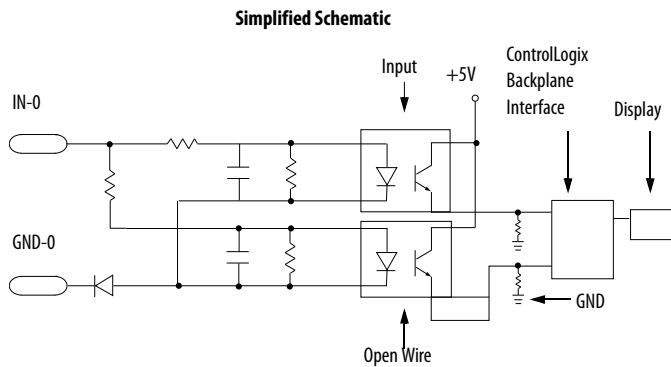 Simplified Schematic
ControlLogix
Backplane
Interface
Input
+5V
Display
IN-0
GND-0
GND
Open Wire